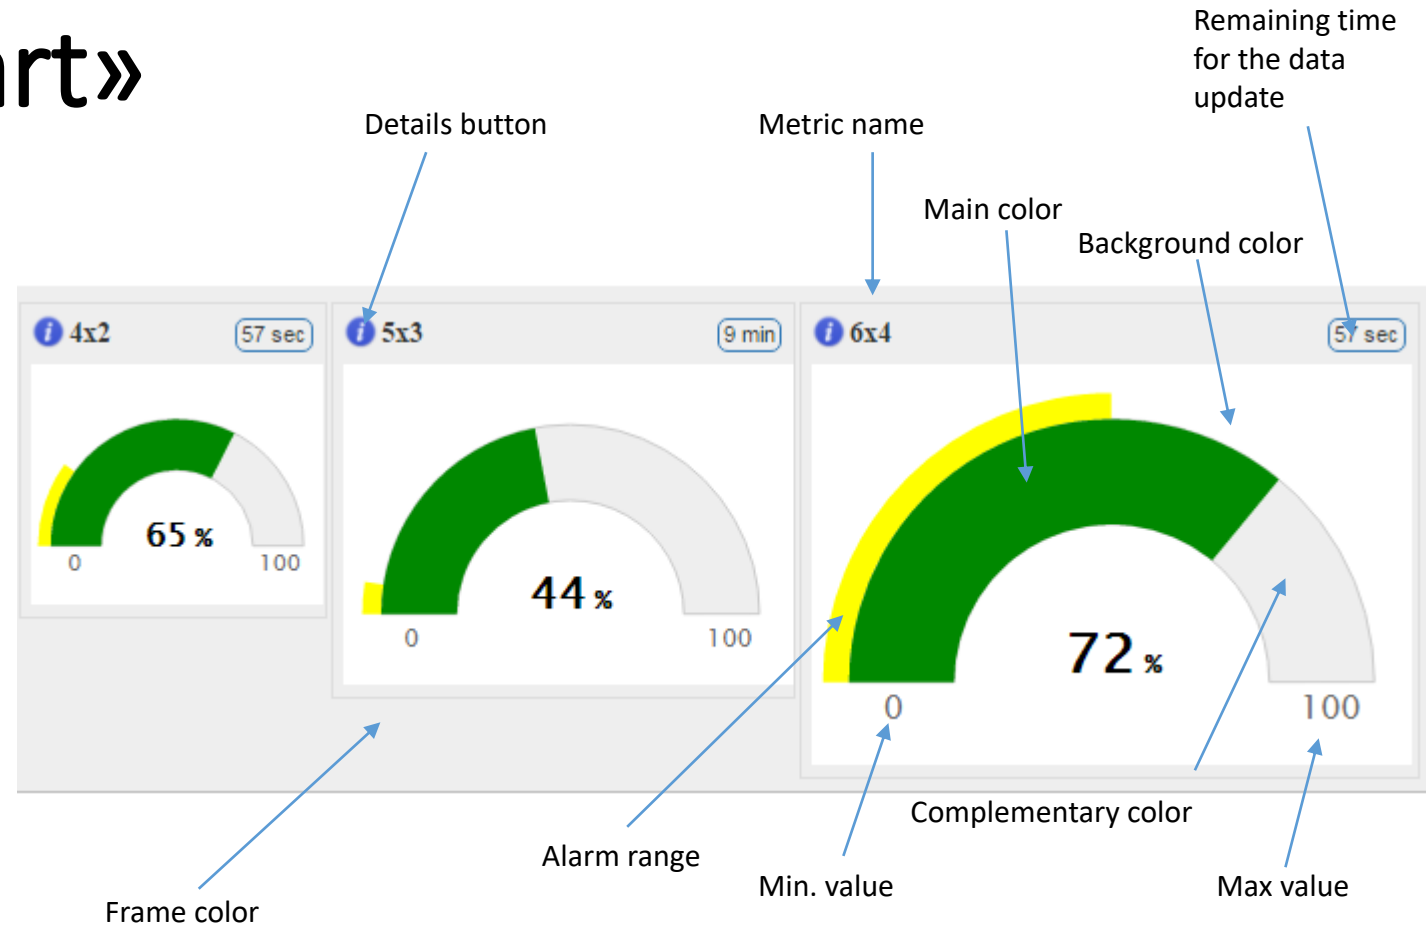 art»
Remaining time
for the data
update
Details button
Metric name
Main color
Background color
i 4x2 57 sec
i 5x3 9 min
i 6x4 57 sec
65 %
0 100
44 %
0 100
72 %
0 100
Complementary color
Alarm range
Min. value
Max value
Frame color